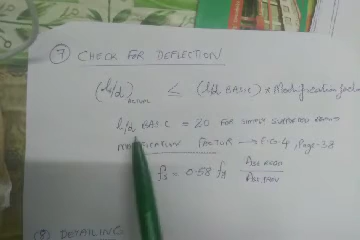 (7) CHECK FOR DEFLECTION
(l/d) ACTUAL ≤ (l/d BASIC) x Modification factor
l/d BASIC = 20 FOR SIMPLY SUPPORTED BEAMS
MODIFICATION FACTOR → FIG 4, Page-38
fs = 0.58 fy Ast REQD / Ast PROV
(8) DETAILING